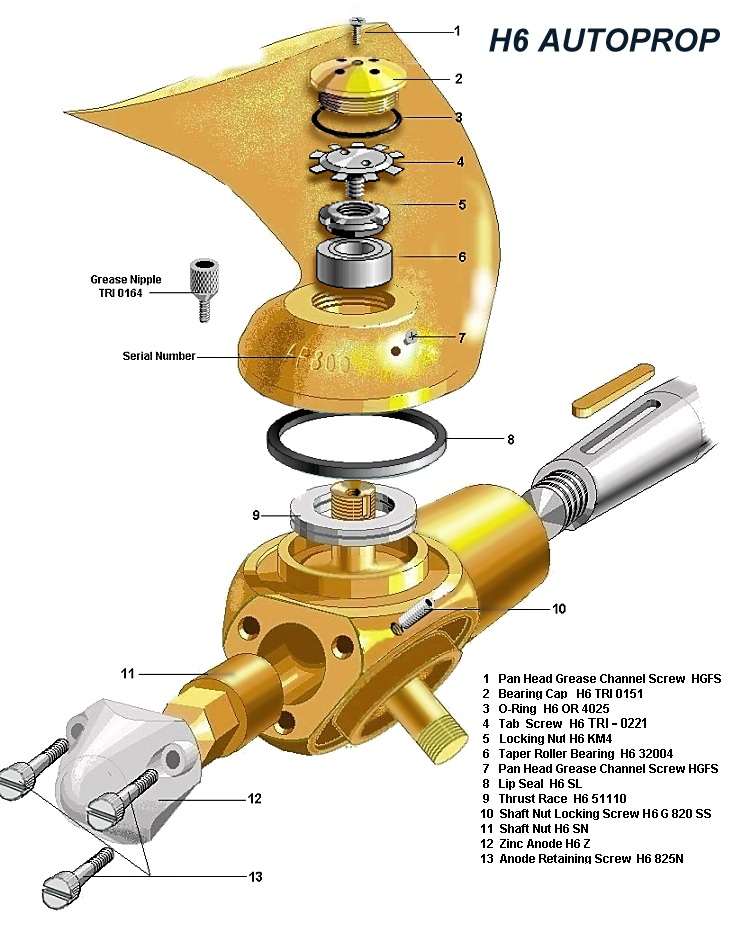 H6 AUTOPROP
1
2
3
4
5
6
Grease Nipple
TRI 0164
7
Serial Number
8
9
10
11
12
13
1 Pan Head Grease Channel Screw HGFS
2 Bearing Cap H6 TRI 0151
3 O-Ring H6 OR 4025
4 Tab Screw H6 TRI - 0221
5 Locking Nut H6 KM4
6 Taper Roller Bearing H6 32004
7 Pan Head Grease Channel Screw HGFS
8 Lip Seal H6 SL
9 Thrust Race H6 51110
10 Shaft Nut Locking Screw H6 G 820 SS
11 Shaft Nut H6 SN
12 Zinc Anode H6 Z
13 Anode Retaining Screw H6 825N